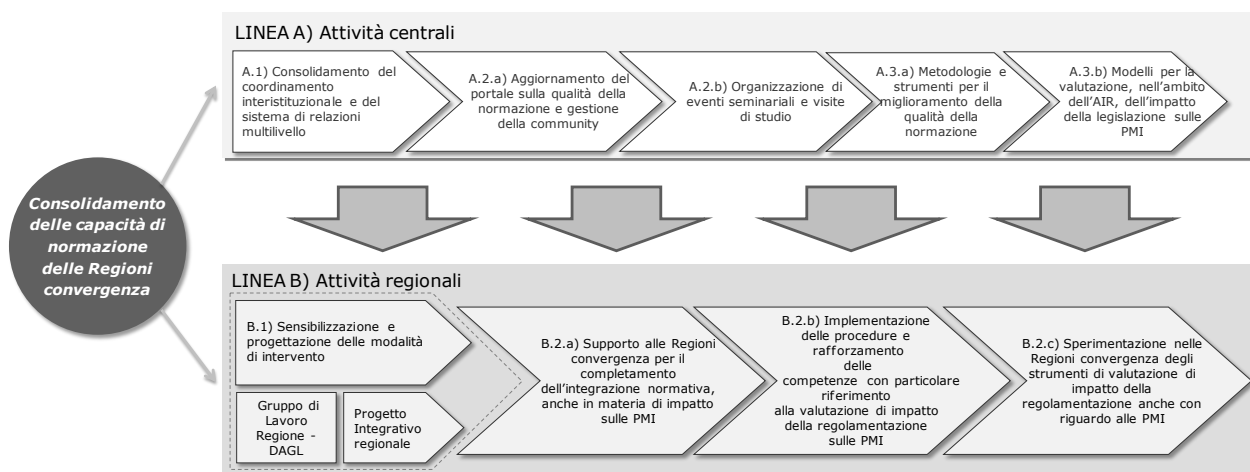 LINEA A) Attività centrali
A.1) Consolidamento del
coordinamento
interistituzionale e del
sistema di relazioni
multilivello
A.2.a) Aggiornamento del
portale sulla qualità della
normazione e gestione
della community
A.2.b) Organizzazione di
eventi seminariali e visite
di studio
A.3.a) Metodologie e
strumenti per il
miglioramento della
qualità della
normazione
A.3.b) Modelli per la
valutazione, nell’ambito
dell’AIR, dell’impatto
della legislazione sulle
PMI
Consolidamento
delle capacità di
normazione
delle Regioni
convergenza
LINEA B) Attività regionali
B.1) Sensibilizzazione e
progettazione delle modalità
di intervento
Gruppo di
Lavoro
Regione -
DAGL
Progetto
Integrativo
regionale
B.2.a) Supporto alle Regioni
convergenza per il
completamento
dell’integrazione normativa,
anche in materia di impatto
sulle PMI
B.2.b) Implementazione
delle procedure e
rafforzamento
delle
competenze con particolare
riferimento
alla valutazione di impatto
della regolamentazione
sulle PMI
B.2.c) Sperimentazione nelle
Regioni convergenza degli
strumenti di valutazione di
impatto della
regolamentazione anche con
riguardo alle PMI